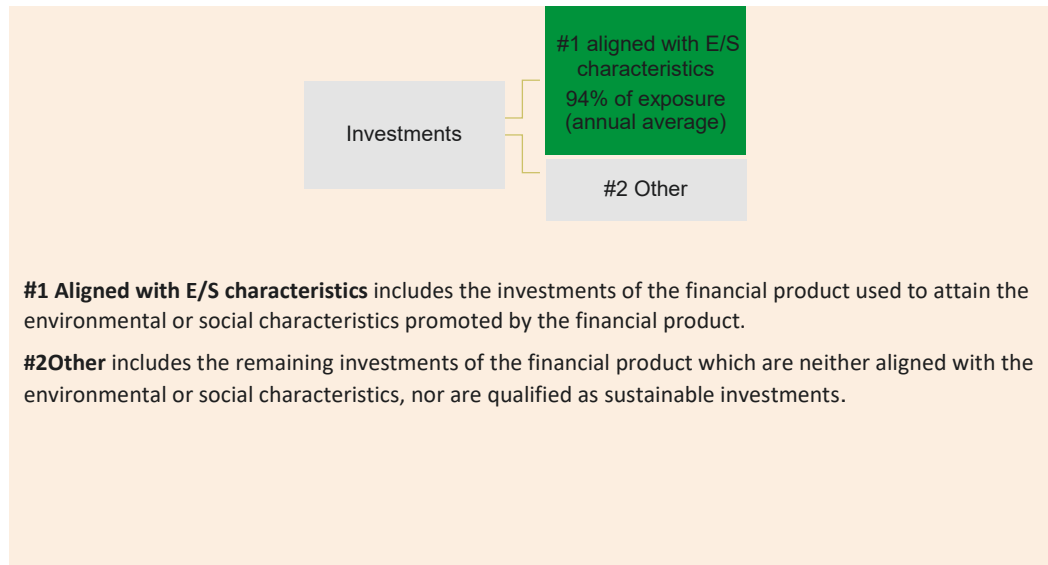 #1 aligned with E/S
characteristics
94% of exposure
(annual average)
Investments
#2 Other
#1 Aligned with E/S characteristics includes the investments of the financial product used to attain the
environmental or social characteristics promoted by the financial product.
#2Other includes the remaining investments of the financial product which are neither aligned with the
environmental or social characteristics, nor are qualified as sustainable investments.